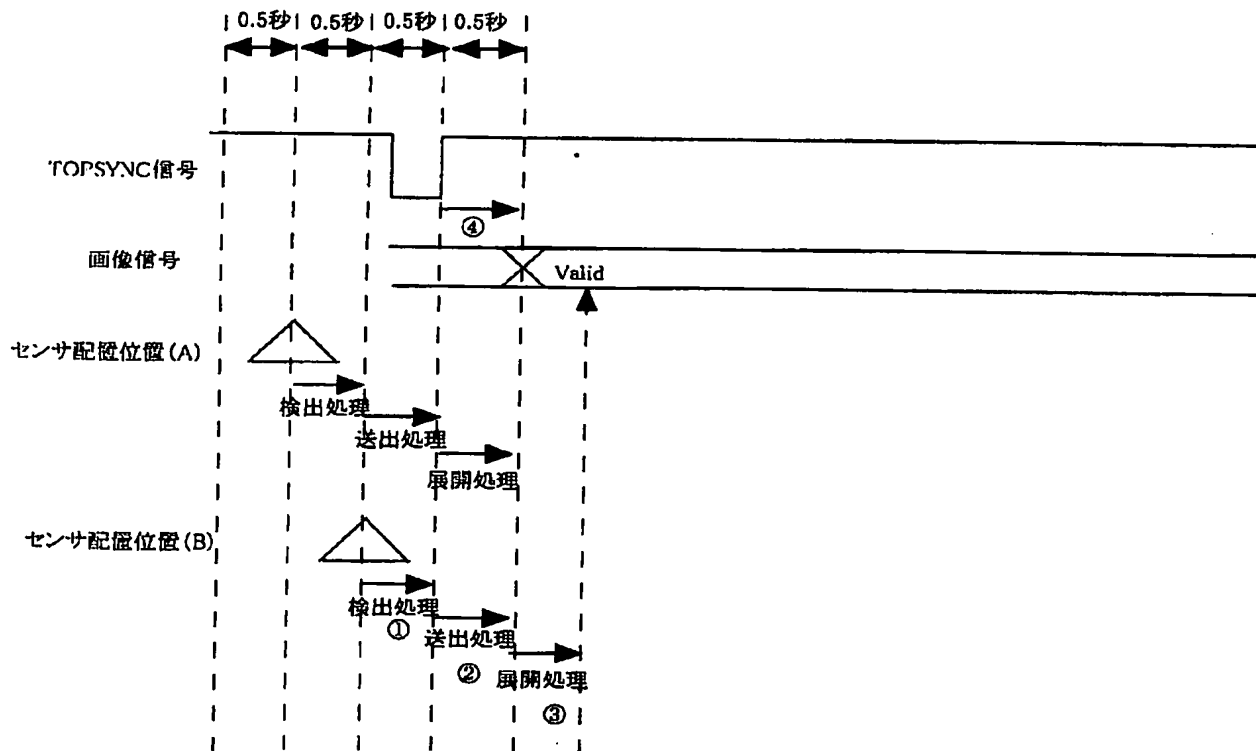 0.5秒 0.5秒 0.5秒 0.5秒
TOPSYNC信号
④
画像信号
Valid
センサ配置位置(A)
検出処理
送出処理
展開処理
センサ配置位置(B)
検出処理
①
送出処理
②
展開処理
③